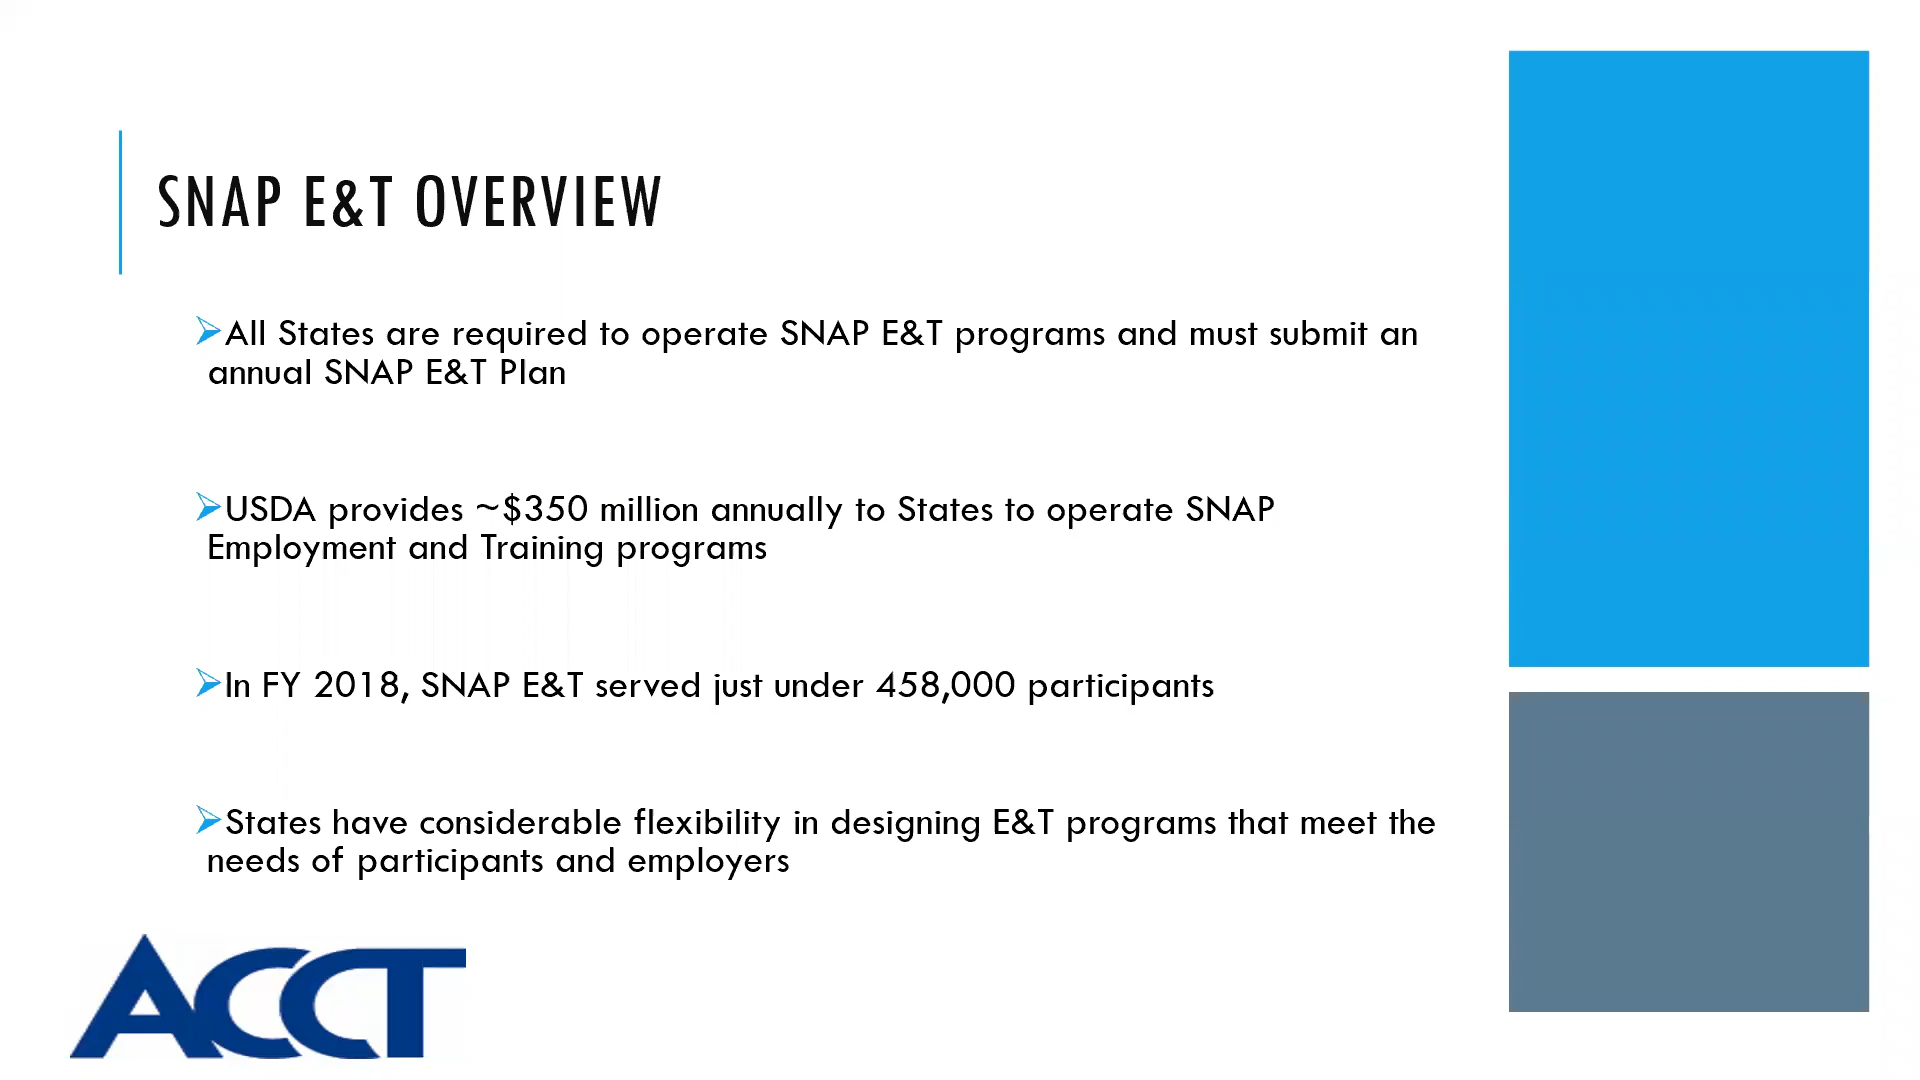 SNAP E&T OVERVIEW
All States are required to operate SNAP E&T programs and must submit an
annual SNAP E&T Plan
USDA provides ~$350 million annually to States to operate SNAP
Employment and Training programs
In FY 2018, SNAP E&T served just under 458,000 participants
States have considerable flexibility in designing E&T programs that meet the
needs of participants and employers
ACCT